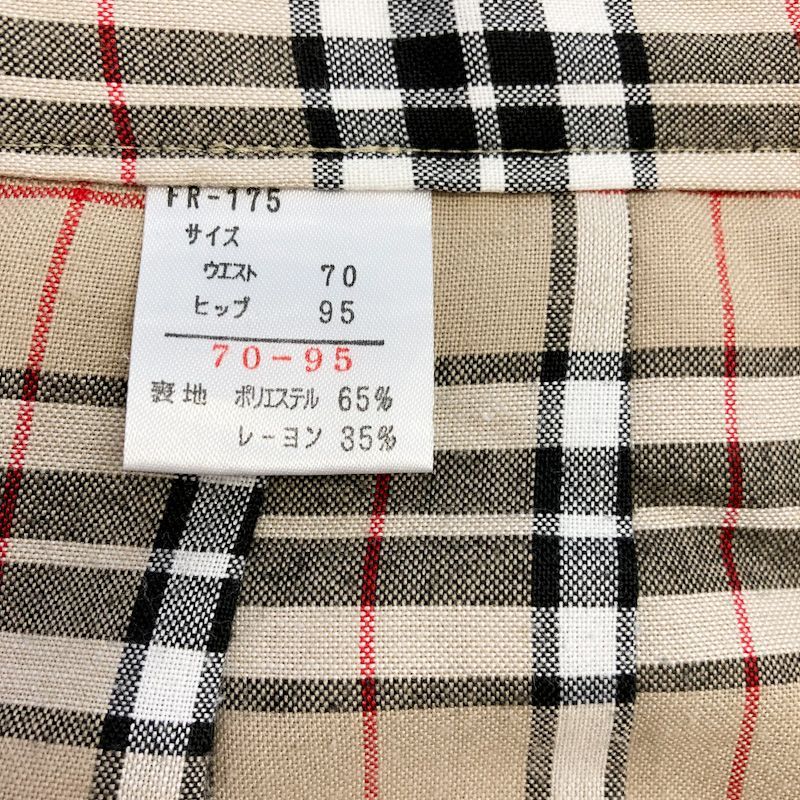 FR-175
サイズ
ウエスト 70
ヒップ 95
70-95
裏地 ポリエステル 65%
レーヨン 35%